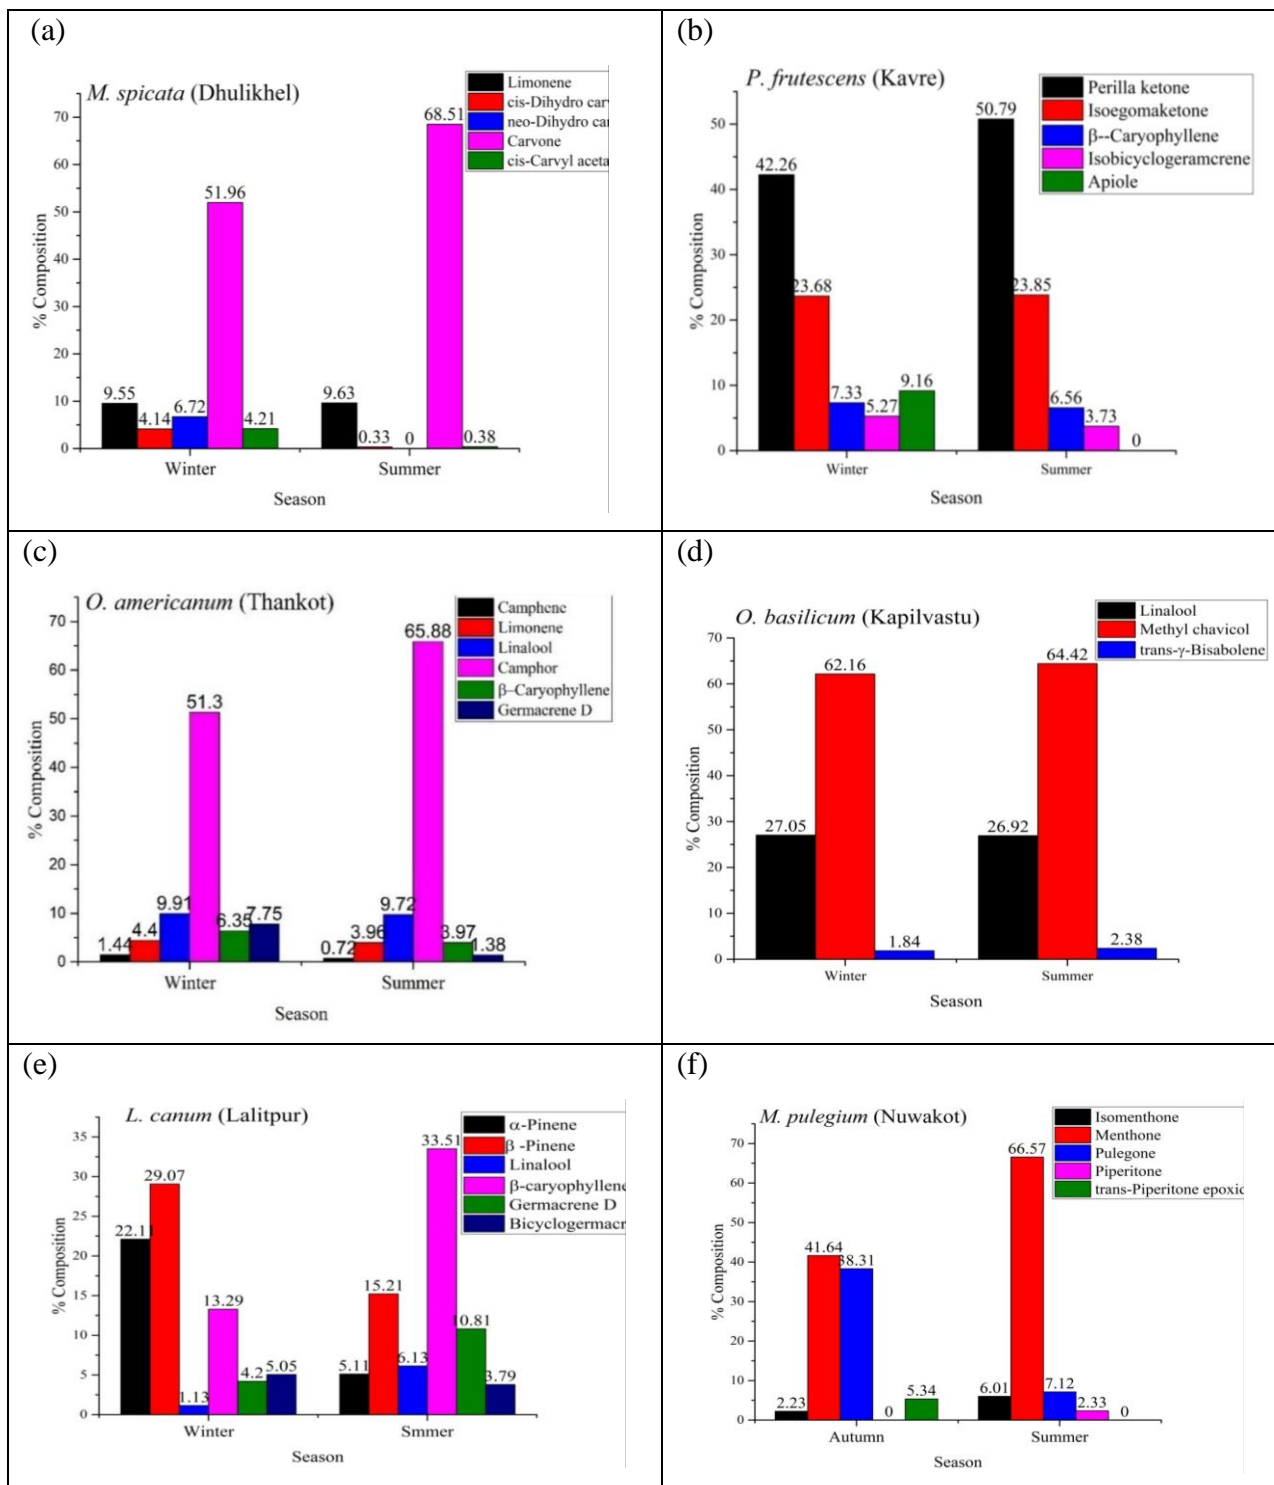 (a)
M. spicata (Dhulikhel)
Limonene
cis-Dihydro car
neo-Dihydro ca
Carvone
cis-Carvyl aceta
% Composition
70
60
50
40
30
20
10
0
9.55
4.14
6.72
51.96
4.21
9.63
0.33
0
68.51
0.38
Winter
Summer
Season
(b)
P. frutescens (Kavre)
Perilla ketone
Isoegomaketone
β--Caryophyllene
Isobicyclogeramcrene
Apiole
% Composition
50
40
30
20
10
0
42.26
23.68
7.33
5.27
9.16
50.79
23.85
6.56
3.73
0
Winter
Summer
Season
(c)
O. americanum (Thankot)
Camphene
Limonene
Linalool
Camphor
β-Caryophyllene
Germacrene D
% Composition
70
60
50
40
30
20
10
0
1.44
4.4
9.91
51.3
6.35
7.75
0.72
3.96
9.72
65.88
3.97
1.38
Winter
Summer
Season
(d)
O. basilicum (Kapilvastu)
Linalool
Methyl chavicol
trans-γ-Bisabolene
% Composition
70
60
50
40
30
20
10
0
27.05
62.16
1.84
26.92
64.42
2.38
Winter
Summer
Season
(e)
L. canum (Lalitpur)
α-Pinene
β -Pinene
Linalool
β-caryophyllene
Germacrene D
Bicyclogermacr
% Composition
35
30
25
20
15
10
5
0
22.11
29.07
1.13
13.29
4.2
5.05
5.11
15.21
6.13
33.51
10.81
3.79
Winter
Smmer
Season
(f)
M. pulegium (Nuwakot)
Isomenthone
Menthone
Pulegone
Piperitone
trans-Piperitone epoxid
% Composition
70
60
50
40
30
20
10
0
2.23
41.64
38.31
0
5.34
6.01
66.57
7.12
2.33
0
Autumn
Summer
Season